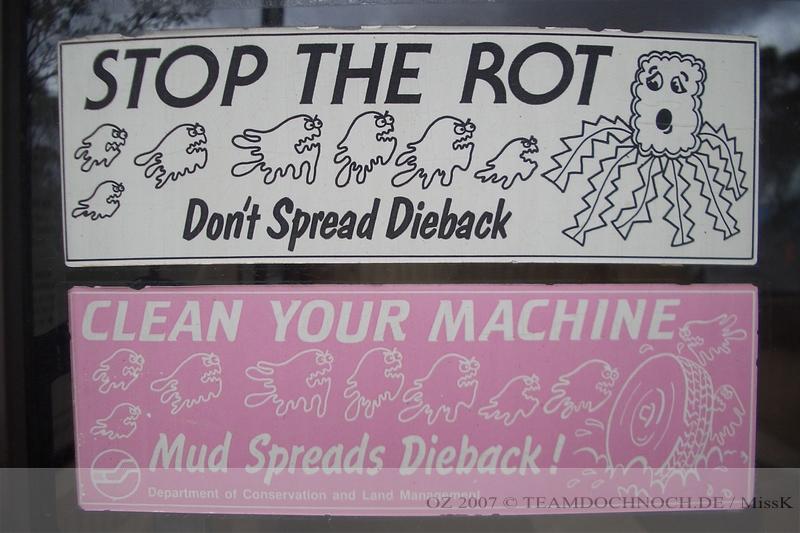 STOP THE ROT
Don't Spread Dieback
CLEAN YOUR MACHINE
Mud Spreads Dieback!
Department of Conservation and Land Management
OZ 2007 © TEAMDOCHNOCH.DE / MissK